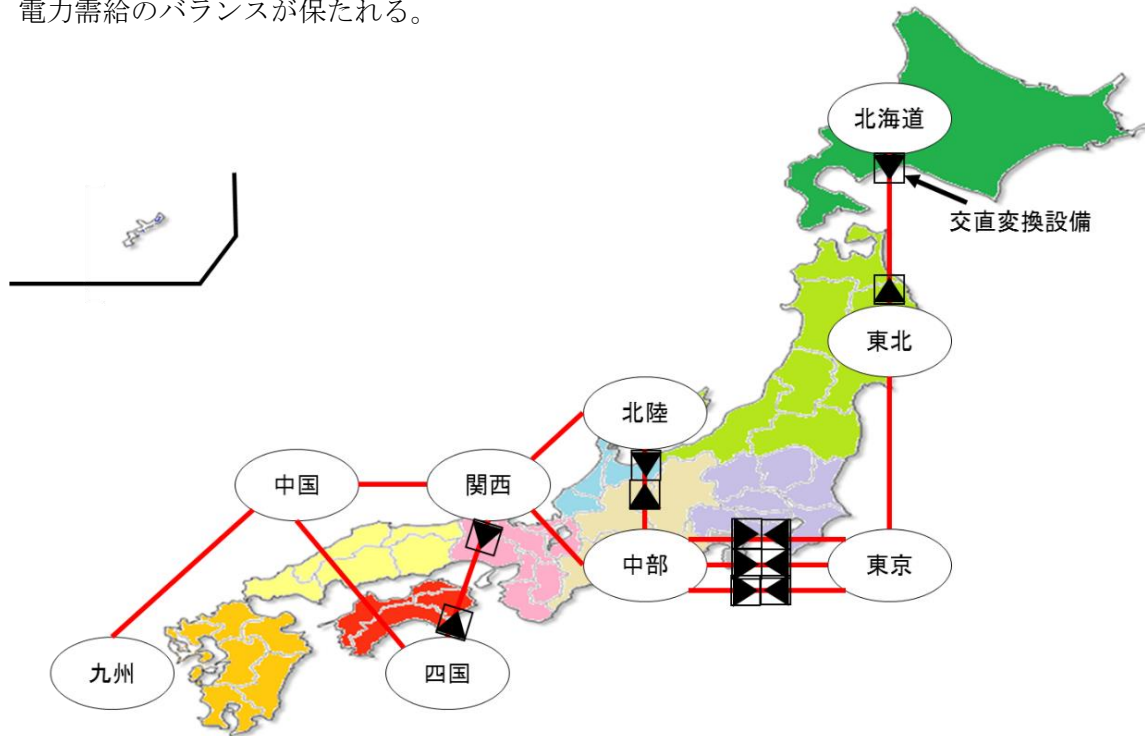 電力需給のバランスが保たれる。
北海道
交直変換設備
東北
北陸
中国
関西
中部
東京
九州
四国